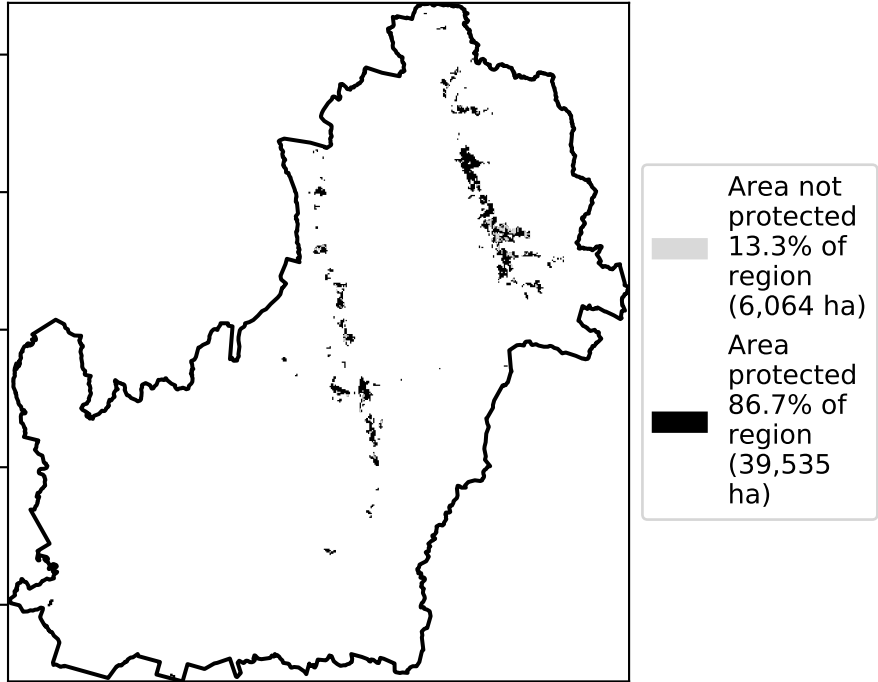 Area not
protected
13.3% of
region
(6,064 ha)
Area
protected
86.7% of
region
(39,535
ha)